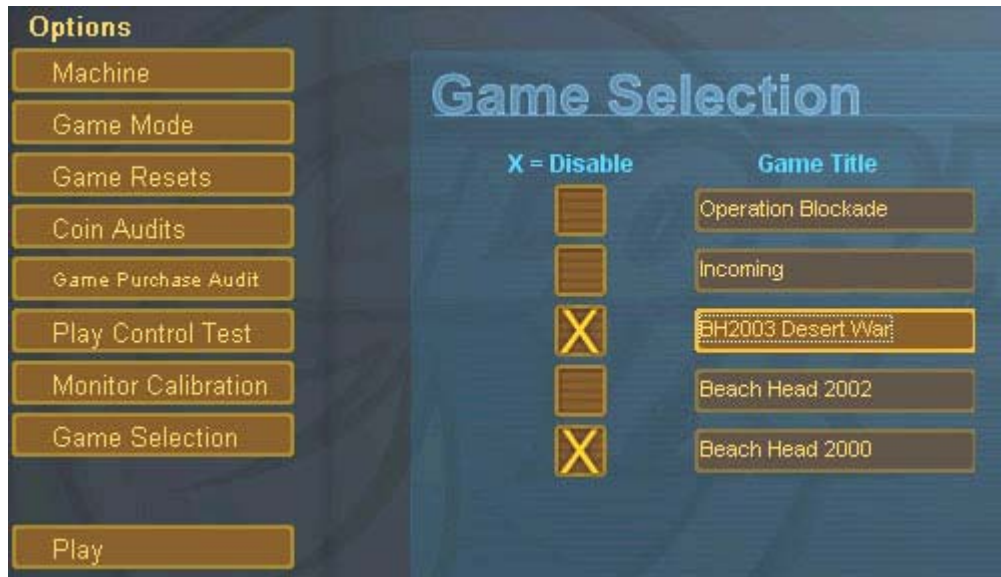 Options
Machine
Game Mode
Game Resets
Coin Audits
Game Purchase Audit
Play Control Test
Monitor Calibration
Game Selection
Play
Game Selection
X = Disable Game Title
Operation Blockade
Incoming
X BH2003 Desert War
Beach Head 2002
X Beach Head 2000